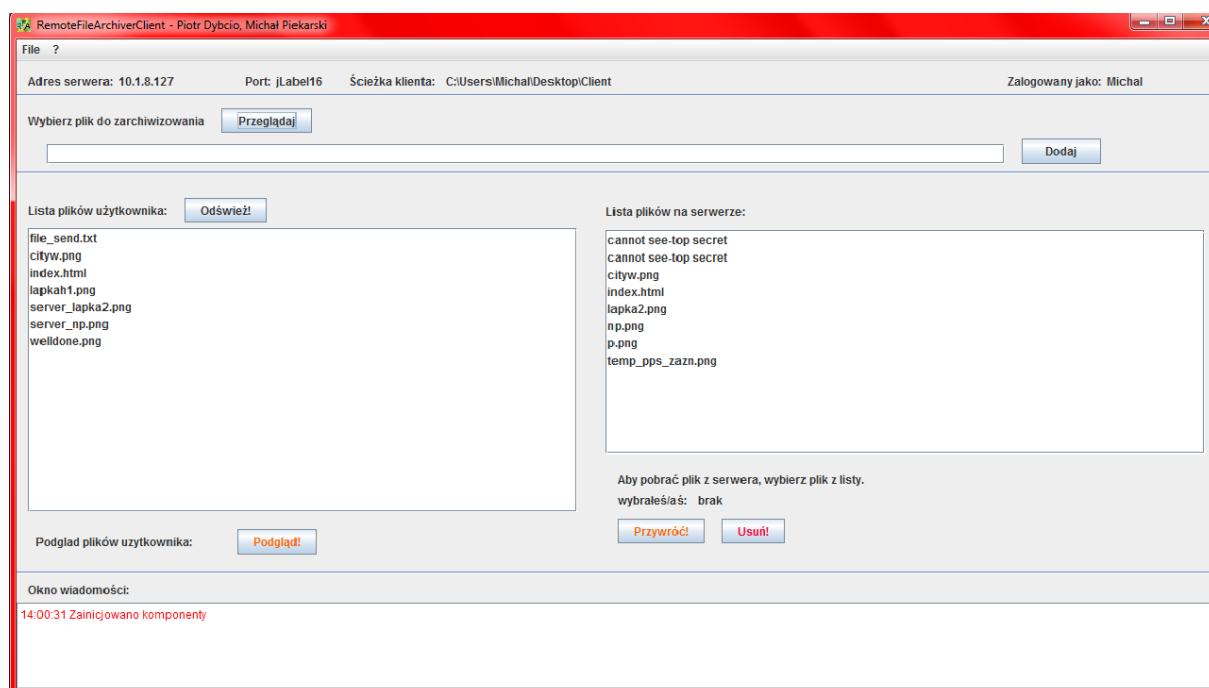 RemoteFileArchiverClient - Piotr Dybcio, Michał Piekarski
File ?
Adres serwera: 10.1.8.127 Port: jLabel16 Ścieżka klienta: C:\Users\Michal\Desktop\Client Zalogowany jako: Michal
Wybierz plik do zarchiwizowania Przeglądaj
Dodaj
Lista plików użytkownika: Odśwież!
file_send.txt
cityw.png
index.html
lapkah1.png
server_lapka2.png
server_np.png
welldone.png
Podglad plików uzytkownika: Podgląd!
Lista plików na serwerze:
cannot see-top secret
cannot see-top secret
cityw.png
index.html
lapka2.png
np.png
p.png
temp_pps_zazn.png
Aby pobrać plik z serwera, wybierz plik z listy.
wybrałeś/aś: brak
Przywróć! Usuń!
Okno wiadomości:
14:00:31 Zainicjowano komponenty